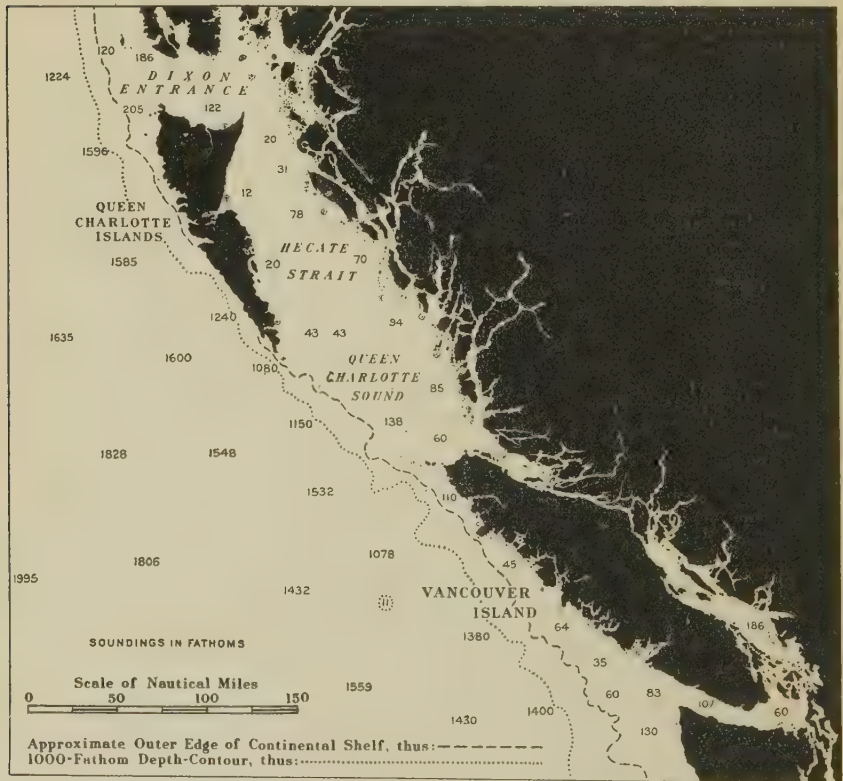 120
186
1224
DIXON
ENTRANCE
205
122
1596
20
31
12
QUEEN
CHARLOTTE
ISLANDS
78
HECATE
STRAIT
70
20
1585
1240
94
43 43
1635
1600
1080
QUEEN
CHARLOTTE
SOUND
85
1150
138
60
1828
1548
1532
110
1078
45
1806
1995
1432
11
VANCOUVER
ISLAND
64
186
1380
SOUNDINGS IN FATHOMS
35
Scale of Nautical Miles
0 50 100 150
1559
60
83
107
60
1430
1400
130
Approximate Outer Edge of Continental Shelf, thus:
1000-Fathom Depth-Contour, thus: